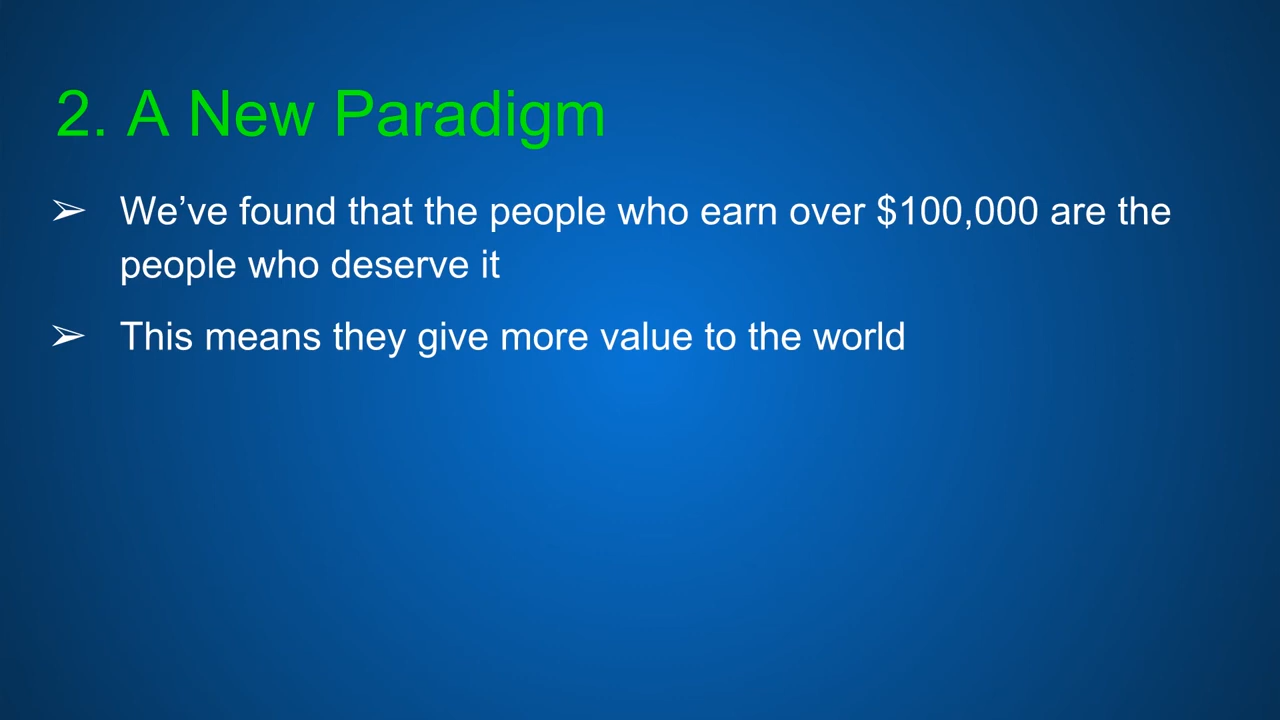 2. A New Paradigm
➢ We’ve found that the people who earn over $100,000 are the
people who deserve it
➢ This means they give more value to the world